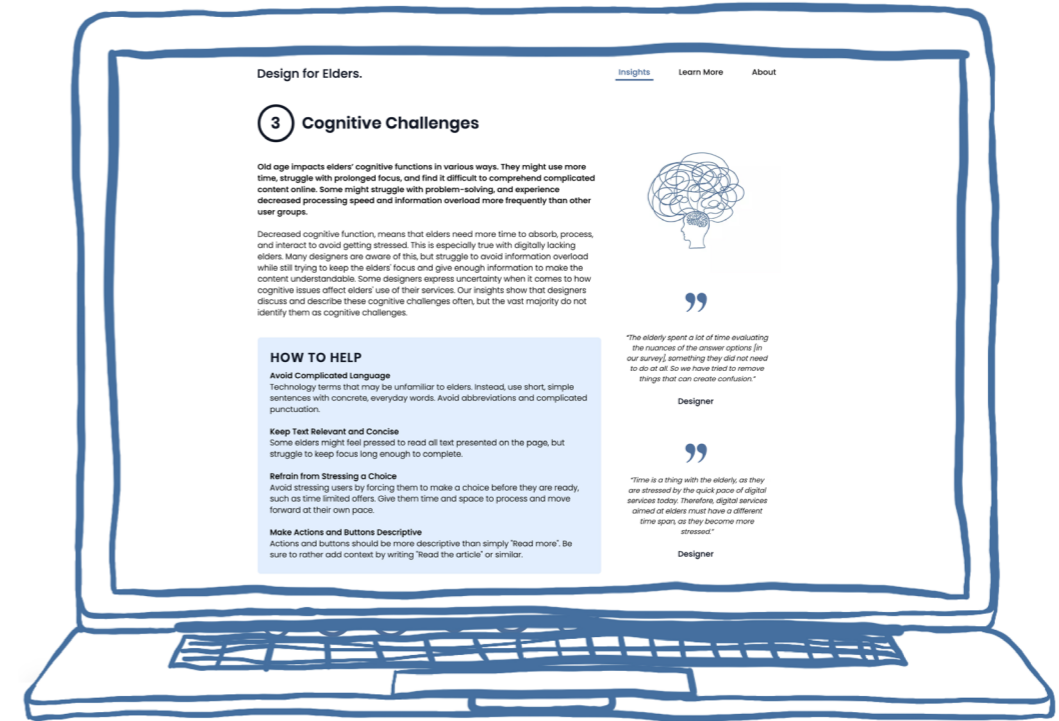 Design for Elders.
Insights Learn More About
3 Cognitive Challenges
Old age impacts elders' cognitive functions in various ways. They might use more
time, struggle with prolonged focus, and find it difficult to comprehend complicated
content online. Some might struggle with problem-solving, and experience
decreased processing speed and information overload more frequently than other
user groups.
Decreased cognitive function, means that elders need more time to absorb, process,
and interact to avoid getting stressed. This is especially true with digitally lacking
elders. Many designers are aware of this, but struggle to avoid information overload
while still trying to keep the elders' focus and give enough information to make the
content understandable. Some designers express uncertainty when it comes to how
cognitive issues affect elders' use of their services. Our insights show that designers
discuss and describe these cognitive challenges often, but the vast majority do not
identify them as cognitive challenges.
HOW TO HELP
Avoid Complicated Language
Technology terms that may be unfamiliar to elders. Instead, use short, simple
sentences with concrete, everyday words. Avoid abbreviations and complicated
punctuation.
Keep Text Relevant and Concise
Some elders might feel pressed to read all text presented on the page, but
struggle to keep focus long enough to complete.
Refrain from Stressing a Choice
Avoid stressing users by forcing them to make a choice before they are ready,
such as time limited offers. Give them time and space to process and move
forward at their own pace.
Make Actions and Buttons Descriptive
Actions and buttons should be more descriptive than simply "Read more". Be
sure to rather add context by writing "Read the article" or similar.
”
"The elderly spent a lot of time evaluating
the nuances of the answer options [in
our survey], something they did not need
to do at all. So we have tried to remove
things that can create confusion."
Designer
”
"Time is a thing with the elderly, as they
are stressed by the quick pace of digital
services today. Therefore, digital services
aimed at elders must have a different
time span, as they become more
stressed."
Designer